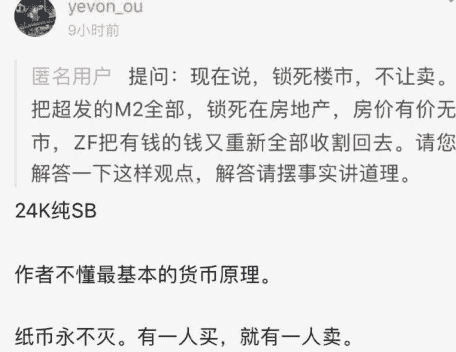 yevon_ou
9小时前
匿名用户 提问：现在说，锁死楼市，不让卖。
把超发的M2全部，锁死在房地产，房价有价无
市，ZF把有钱的钱又重新全部收割回去。请您
解答一下这样观点，解答请摆事实讲道理。
24K纯SB
作者不懂最基本的货币原理。
纸币永不灭。有一人买，就有一人卖。